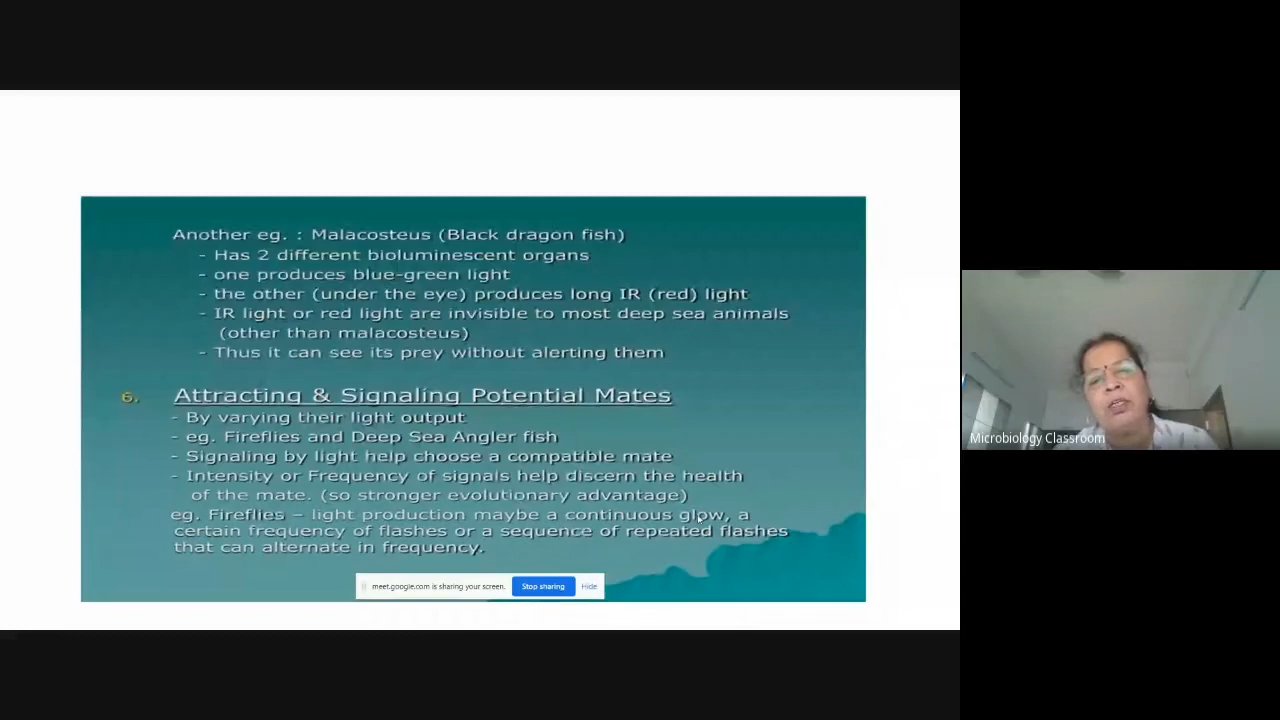 Another eg. : Malacosteus (Black dragon fish)
- Has 2 different bioluminescent organs
- one produces blue-green light
- the other (under the eye) produces long IR (red) light
- IR light or red light are invisible to most deep sea animals
(other than malacosteus)
- Thus it can see its prey without alerting them
6. Attracting & Signaling Potential Mates
- By varying their light output
- eg. Fireflies and Deep Sea Angler fish
- Signaling by light help choose a compatible mate
- Intensity or Frequency of signals help discern the health
of the mate. (so stronger evolutionary advantage)
eg. Fireflies – light production maybe a continuous glow, a
certain frequency of flashes or a sequence of repeated flashes
that can alternate in frequency.
meet.google.com is sharing your screen. Stop sharing Hide
Microbiology Classroom